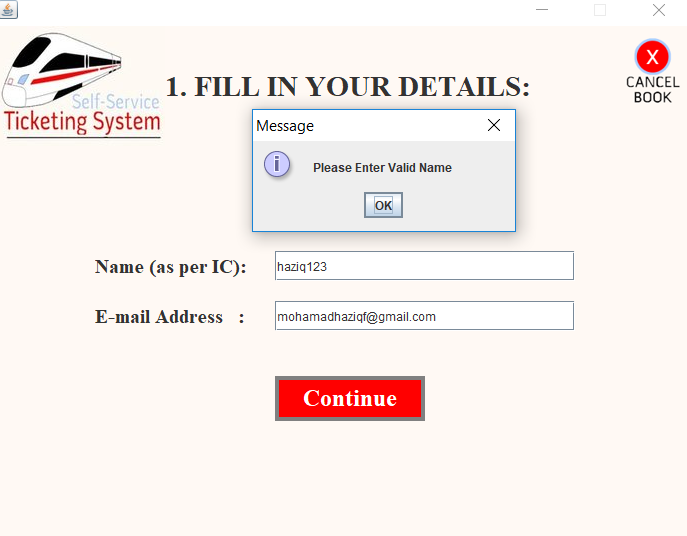 Self-Service
Ticketing System
1. FILL IN YOUR DETAILS:
X
CANCEL
BOOK
Message
i
Please Enter Valid Name
OK
Name (as per IC): haziq123
E-mail Address : mohamadhaziqf@gmail.com
Continue